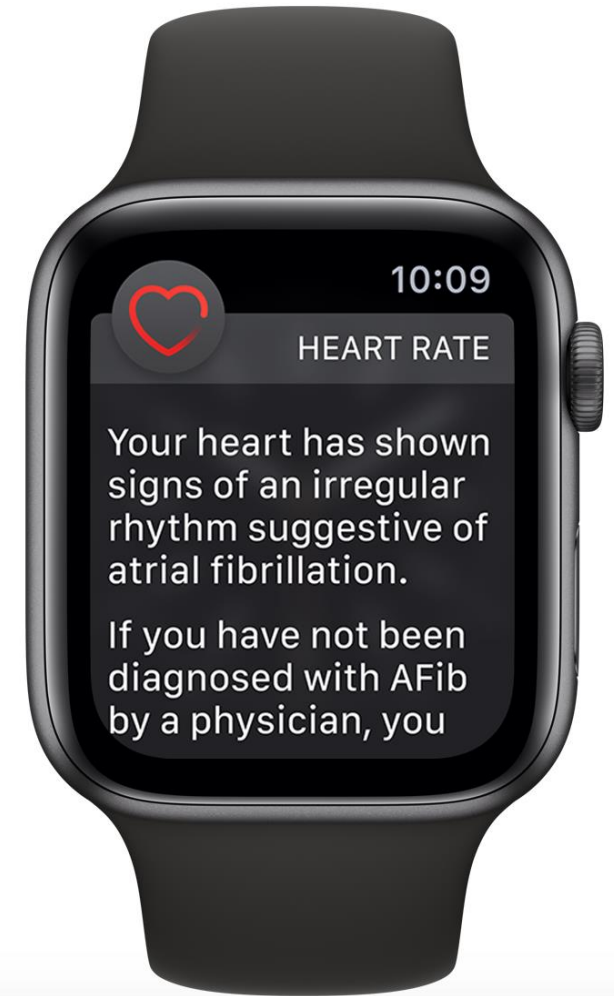 10:09
HEART RATE
Your heart has shown
signs of an irregular
rhythm suggestive of
atrial fibrillation.
If you have not been
diagnosed with AFib
by a physician, you